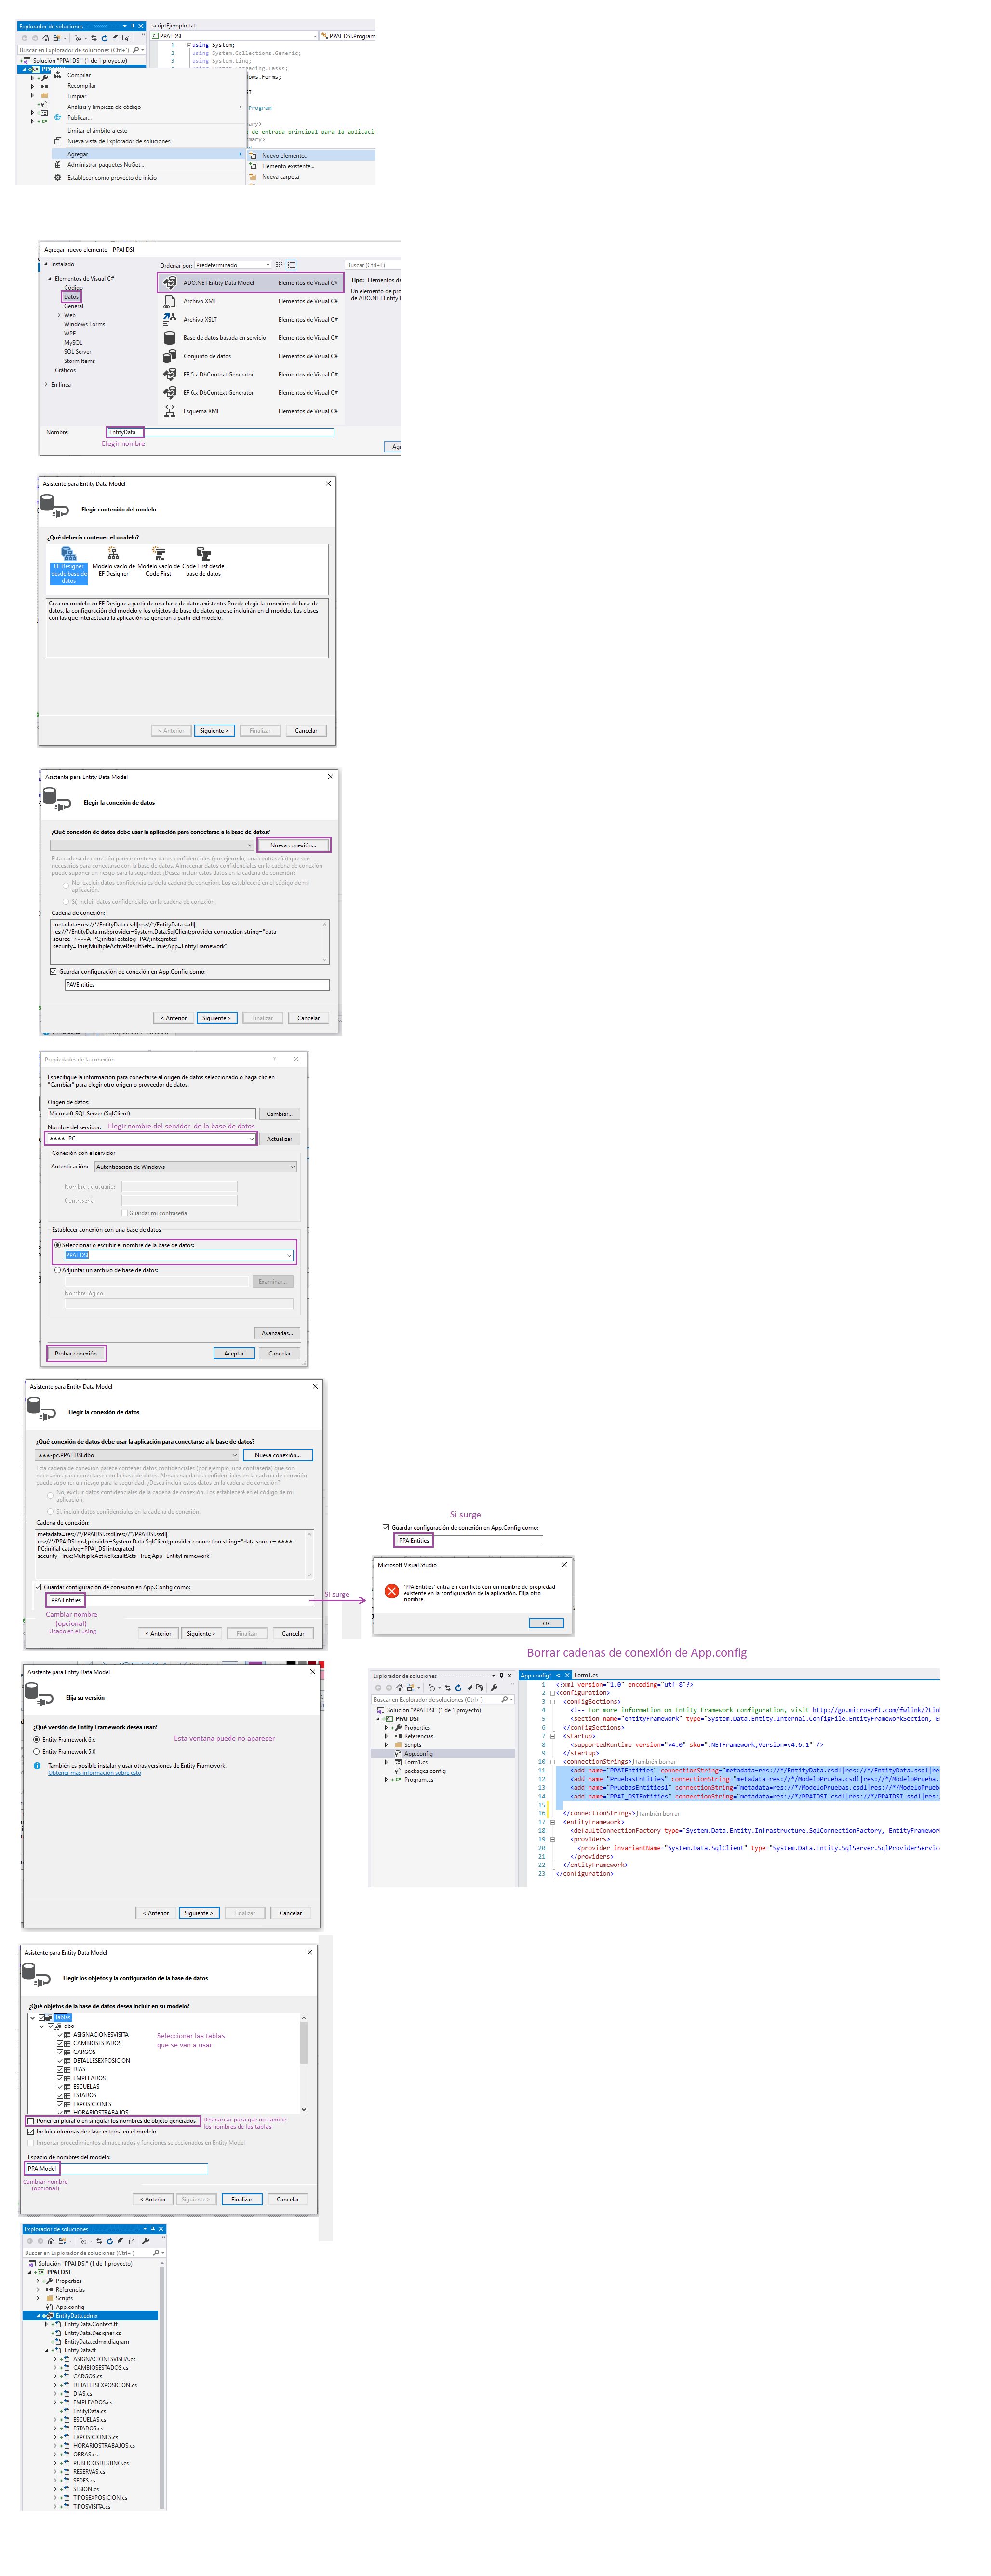 Explorador de soluciones
Buscar en Explorador de soluciones (Ctrl+¨)
Solución "PPAI DSI" (1 de 1 proyecto)
PPAI DSI
Compilar
Recompilar
Limpiar
Análisis y limpieza de código
Publicar...
Limitar el ámbito a esto
Nueva vista de Explorador de soluciones
Agregar
Administrar paquetes NuGet...
Establecer como proyecto de inicio
Nuevo elemento...
Elemento existente...
Nueva carpeta
scriptEjemplo.txt
PPAI DSI
PPAI_DSI.Program
1 using System;
2 using System.Collections.Generic;
3 using System.Linq;
4 using System.Threading.Tasks;
dows.Forms;
Program
mary>
o de entrada principal para la aplicació
mmary>
Agregar nuevo elemento - PPAI DSI
Instalado
Elementos de Visual C#
Código
Datos
General
Web
Windows Forms
WPF
MySQL
SQL Server
Storm Items
Gráficos
En línea
Ordenar por: Predeterminado
Buscar (Ctrl+E)
ADO.NET Entity Data Model Elementos de Visual C#
Archivo XML Elementos de Visual C#
Archivo XSLT Elementos de Visual C#
Base de datos basada en servicio Elementos de Visual C#
Conjunto de datos Elementos de Visual C#
EF 5.x DbContext Generator Elementos de Visual C#
EF 6.x DbContext Generator Elementos de Visual C#
Esquema XML Elementos de Visual C#
Tipo: Elementos de
Un elemento de pro
de ADO.NET Entity D
Nombre: EntityData
Elegir nombre
Agr
Asistente para Entity Data Model
Elegir contenido del modelo
¿Qué debería contener el modelo?
EF Designer desde base de datos
Modelo vacío de EF Designer
Modelo vacío de Code First
Code First desde base de datos
Crea un modelo en EF Designe a partir de una base de datos existente. Puede elegir la conexión de base de
datos, la configuración del modelo y los objetos de base de datos que se incluirán en el modelo. Las clases
con las que interactuará la aplicación se generan a partir del modelo.
< Anterior Siguiente > Finalizar Cancelar
Asistente para Entity Data Model
Elegir la conexión de datos
¿Qué conexión de datos debe usar la aplicación para conectarse a la base de datos?
Nueva conexión...
Esta cadena de conexión parece contener datos confidenciales (por ejemplo, una contraseña) que son
necesarios para conectarse con la base de datos. Almacenar datos confidenciales en la cadena de conexión
puede suponer un riesgo para la seguridad. ¿Desea incluir estos datos en la cadena de conexión?
No, excluir datos confidenciales de la cadena de conexión. Los estableceré en el código de mi
aplicación.
Sí, incluir datos confidenciales en la cadena de conexión.
Cadena de conexión:
metadata=res://*/EntityData.csdl|res://*/EntityData.ssdl|
res://*/EntityData.msl;provider=System.Data.SqlClient;provider connection string="data
source=****A-PC;initial catalog=PAV;integrated
security=True;MultipleActiveResultSets=True;App=EntityFramework"
Guardar configuración de conexión en App.Config como:
PAVEntities
< Anterior Siguiente > Finalizar Cancelar
Propiedades de la conexión
Especifique la información para conectarse al origen de datos seleccionado o haga clic en
"Cambiar" para elegir otro origen o proveedor de datos.
Origen de datos:
Microsoft SQL Server (SqlClient) Cambiar...
Nombre del servidor: Elegir nombre del servidor de la base de datos
****-PC Actualizar
Conexión con el servidor
Autenticación: Autenticación de Windows
Nombre de usuario:
Contraseña:
Guardar mi contraseña
Establecer conexión con una base de datos
Seleccionar o escribir el nombre de la base de datos:
PPAI_DSI
Adjuntar un archivo de base de datos:
Examinar...
Nombre lógico:
Avanzadas...
Probar conexión Aceptar Cancelar
Asistente para Entity Data Model
Elegir la conexión de datos
¿Qué conexión de datos debe usar la aplicación para conectarse a la base de datos?
***-pc.PPAI_DSI.dbo Nueva conexión...
Esta cadena de conexión parece contener datos confidenciales (por ejemplo, una contraseña) que son
necesarios para conectarse con la base de datos. Almacenar datos confidenciales en la cadena de conexión
puede suponer un riesgo para la seguridad. ¿Desea incluir estos datos en la cadena de conexión?
No, excluir datos confidenciales de la cadena de conexión. Los estableceré en el código de mi
aplicación.
Sí, incluir datos confidenciales en la cadena de conexión.
Cadena de conexión:
metadata=res://*/PPAIDSI.csdl|res://*/PPAIDSI.ssdl|
res://*/PPAIDSI.msl;provider=System.Data.SqlClient;provider connection string="data source= **** -
PC;initial catalog=PPAI_DSI;integrated
security=True;MultipleActiveResultSets=True;App=EntityFramework"
Guardar configuración de conexión en App.Config como:
PPAIEntities
Cambiar nombre
(opcional)
Usado en el using
< Anterior Siguiente > Finalizar Cancelar
Si surge
Si surge
Guardar configuración de conexión en App.Config como:
PPAIEntities
Microsoft Visual Studio
'PPAIEntities' entra en conflicto con un nombre de propiedad
existente en la configuración de la aplicación. Elija otro
nombre.
OK
Borrar cadenas de conexión de App.config
Explorador de soluciones
Buscar en Explorador de soluciones (Ctrl+¨)
Solución "PPAI DSI" (1 de 1 proyecto)
PPAI DSI
Properties
Referencias
Scripts
App.config
Form1.cs
packages.config
Program.cs
App.config* Form1.cs
1 <?xml version="1.0" encoding="utf-8"?>
2 <configuration>
3 <configSections>
4 <!-- For more information on Entity Framework configuration, visit http://go.microsoft.com/fwlink/?Lin
5 <section name="entityFramework" type="System.Data.Entity.Internal.ConfigFile.EntityFrameworkSection, E
6 </configSections>
7 <startup>
8 <supportedRuntime version="v4.0" sku=".NETFramework,Version=v4.6.1" />
9 </startup>
10 <connectionStrings> También borrar
11 <add name="PPAIEntities" connectionString="metadata=res://*/EntityData.csdl|res://*/EntityData.ssdl|re
12 <add name="PruebasEntities" connectionString="metadata=res://*/ModeloPrueba.csdl|res://*/ModeloPrueba.
13 <add name="PruebasEntities1" connectionString="metadata=res://*/ModeloPruebas.csdl|res://*/ModeloPrueb
14 <add name="PPAI_DSIEntities" connectionString="metadata=res://*/PPAIDSI.csdl|res://*/PPAIDSI.ssdl|res:
15
16 </connectionStrings> También borrar
17 <entityFramework>
18 <defaultConnectionFactory type="System.Data.Entity.Infrastructure.SqlConnectionFactory, EntityFramewor
19 <providers>
20 <provider invariantName="System.Data.SqlClient" type="System.Data.Entity.SqlServer.SqlProviderServic
21 </providers>
22 </entityFramework>
23 </configuration>
Asistente para Entity Data Model
Elija su versión
¿Qué versión de Entity Framework desea usar?
Entity Framework 6.x
Entity Framework 5.0
Esta ventana puede no aparecer
También es posible instalar y usar otras versiones de Entity Framework.
Obtener más información sobre esto
< Anterior Siguiente > Finalizar Cancelar
Asistente para Entity Data Model
Elegir los objetos y la configuración de la base de datos
¿Qué objetos de la base de datos desea incluir en su modelo?
Tablas
dbo
ASIGNACIONESVISITA
CAMBIOSESTADOS
CARGOS
DETALLESEXPOSICION
DIAS
EMPLEADOS
ESCUELAS
ESTADOS
EXPOSICIONES
HORARIOSTRABAJOS
Seleccionar las tablas
que se van a usar
Poner en plural o en singular los nombres de objeto generados
Desmarcar para que no cambie
los nombres de las tablas
Incluir columnas de clave externa en el modelo
Importar procedimientos almacenados y funciones seleccionados en Entity Model
Espacio de nombres del modelo:
PPAIModel
Cambiar nombre
(opcional)
< Anterior Siguiente > Finalizar Cancelar
Explorador de soluciones
Buscar en Explorador de soluciones (Ctrl+¨)
Solución "PPAI DSI" (1 de 1 proyecto)
PPAI DSI
Properties
Referencias
Scripts
App.config
EntityData.edmx
EntityData.Context.tt
EntityData.Designer.cs
EntityData.edmx.diagram
EntityData.tt
ASIGNACIONESVISITA.cs
CAMBIOSESTADOS.cs
CARGOS.cs
DETALLESEXPOSICION.cs
DIAS.cs
EMPLEADOS.cs
EntityData.cs
ESCUELAS.cs
ESTADOS.cs
EXPOSICIONES.cs
HORARIOSTRABAJOS.cs
OBRAS.cs
PUBLICOSDESTINO.cs
RESERVAS.cs
SEDES.cs
SESION.cs
TIPOSEXPOSICION.cs
TIPOSVISITA.cs